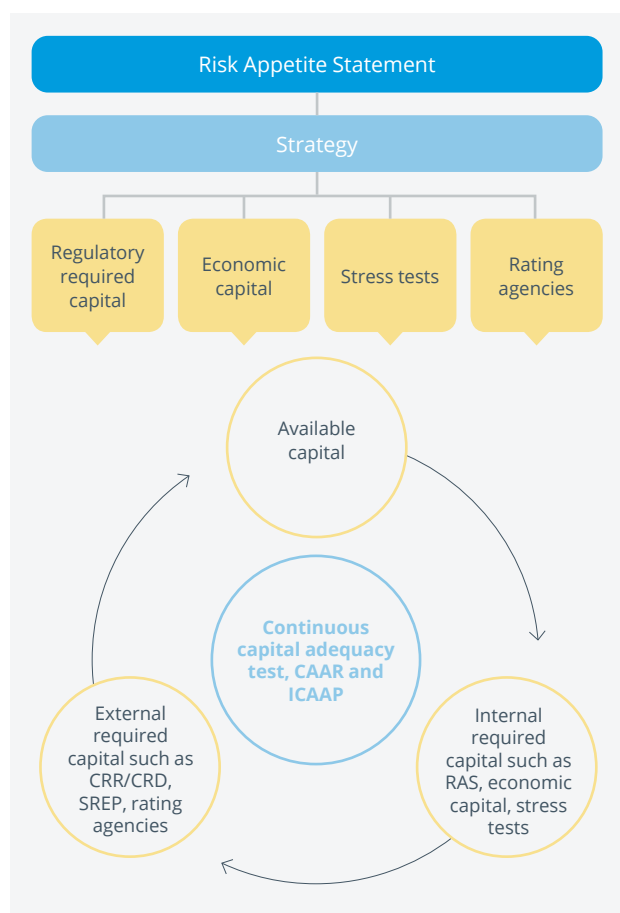 Risk Appetite Statement
Strategy
Regulatory
required
capital
Economic
capital
Stress tests
Rating
agencies
Available
capital
Continuous
capital adequacy
test, CAAR and
ICAAP
External
required
capital such as
CRR/CRD,
SREP, rating
agencies
Internal
required
capital such as
RAS, economic
capital, stress
tests